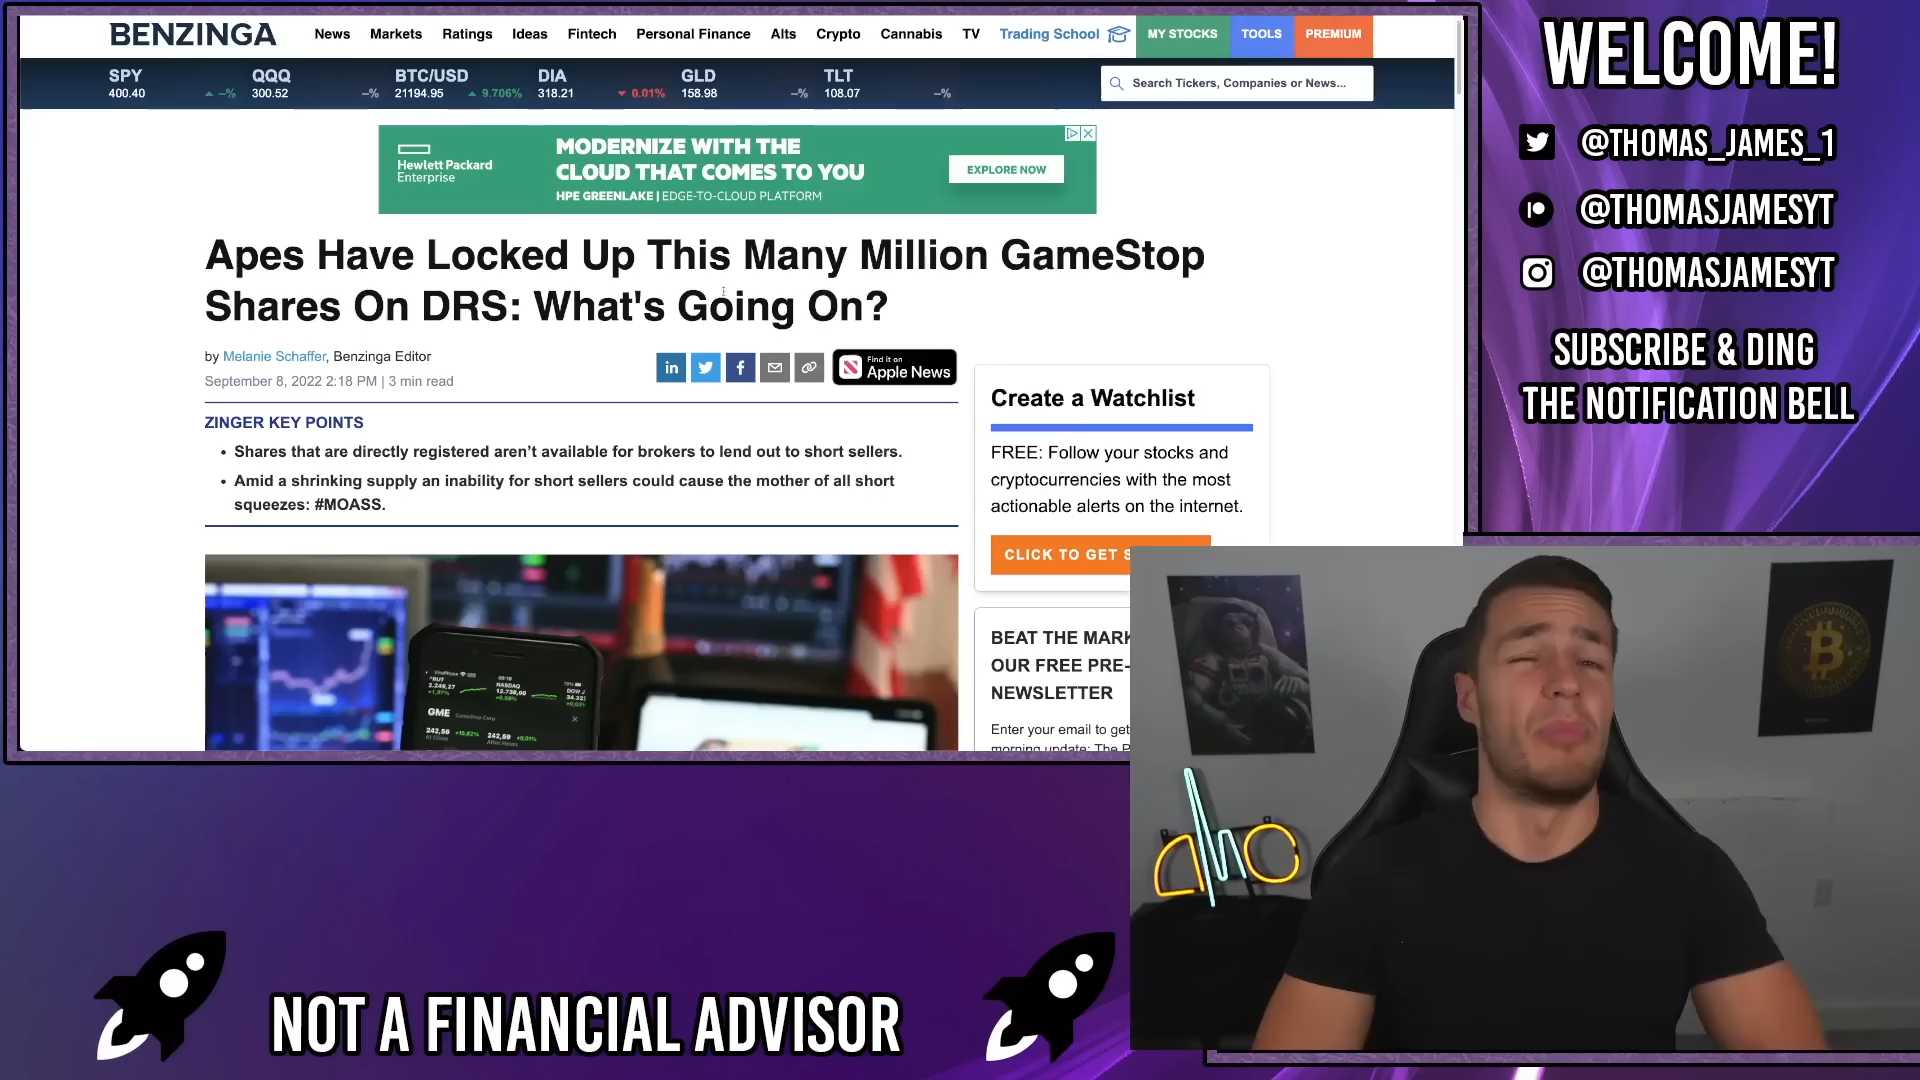 BENZINGA
News Markets Ratings Ideas Fintech Personal Finance Alts Crypto Cannabis TV Trading School MY STOCKS TOOLS PREMIUM
SPY QQQ BTC/USD DIA GLD TLT
400.40 –% 300.52 –% 21194.95 9.706% 318.21 0.01% 158.98 –% 108.07 –%
Search Tickers, Companies or News...
Hewlett Packard
Enterprise
MODERNIZE WITH THE
CLOUD THAT COMES TO YOU
HPE GREENLAKE | EDGE-TO-CLOUD PLATFORM
EXPLORE NOW
Apes Have Locked Up This Many Million GameStop
Shares On DRS: What's Going On?
by Melanie Schaffer, Benzinga Editor
September 8, 2022 2:18 PM | 3 min read
Find it on
Apple News
ZINGER KEY POINTS
• Shares that are directly registered aren’t available for brokers to lend out to short sellers.
• Amid a shrinking supply an inability for short sellers could cause the mother of all short
squeezes: #MOASS.
NASDAQ
GME
242,56
242,56
Create a Watchlist
FREE: Follow your stocks and
cryptocurrencies with the most
actionable alerts on the internet.
CLICK TO GET S
BEAT THE MARK
OUR FREE PRE-
NEWSLETTER
Enter your email to get
morning update: The P
WELCOME!
@THOMAS_JAMES_1
@THOMASJAMESYT
@THOMASJAMESYT
SUBSCRIBE & DING
THE NOTIFICATION BELL
NOT A FINANCIAL ADVISOR